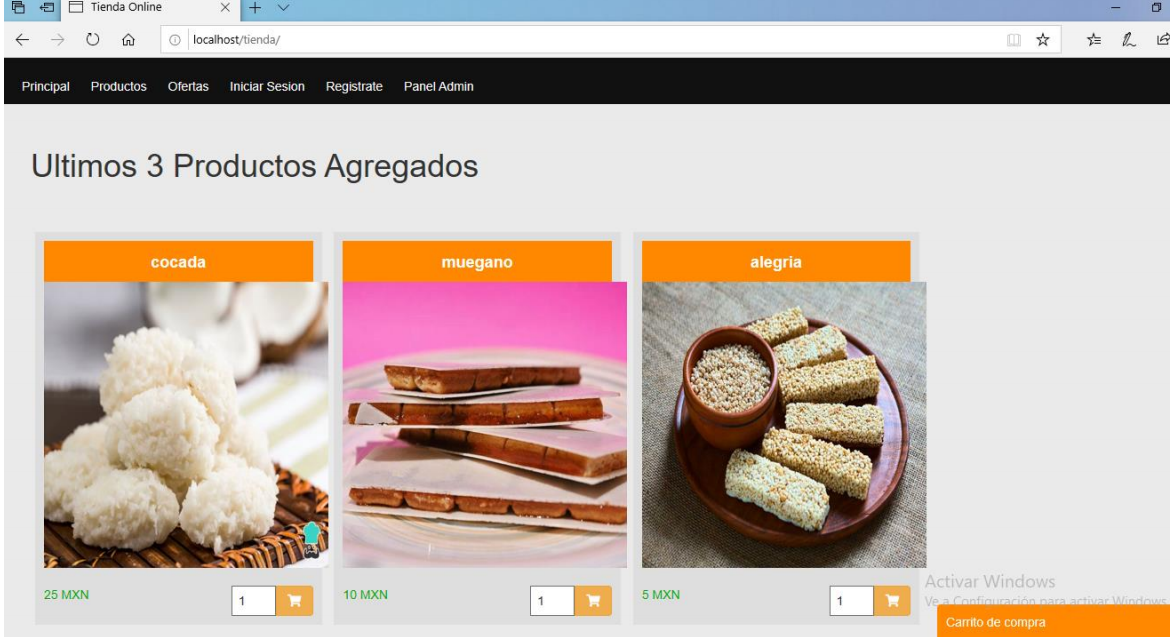 Tienda Online
localhost/tienda/
Principal Productos Ofertas Iniciar Sesion Registrate Panel Admin
Ultimos 3 Productos Agregados
cocada muegano alegria
25 MXN 1 10 MXN 1 5 MXN 1
Activar Windows
Ve a Configuración para activar Windows.
Carrito de compra